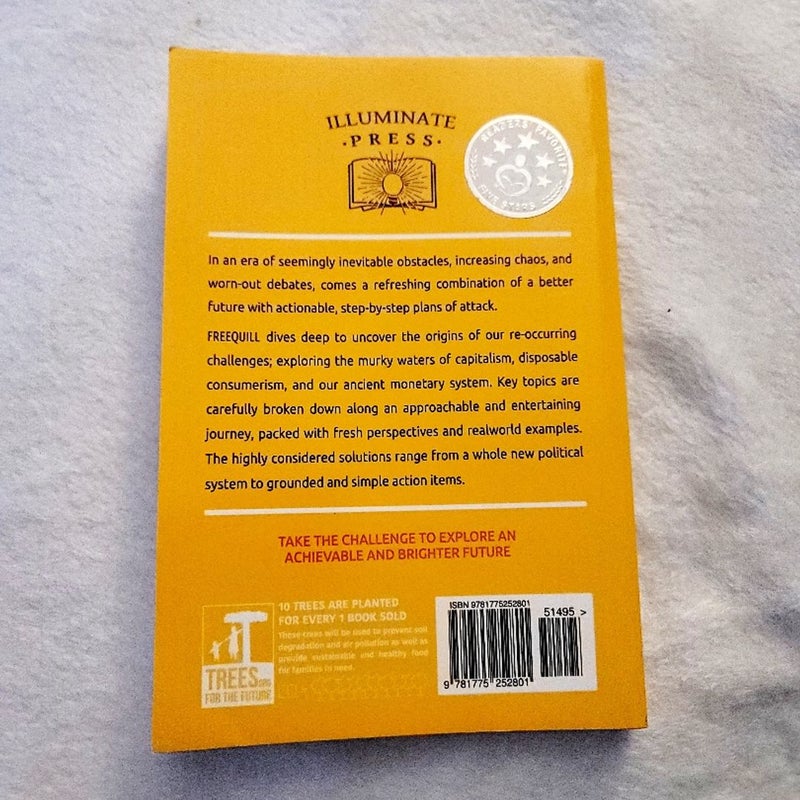 ILLUMINATE
·PRESS·
READERS' FAVORITE
FIVE STARS
In an era of seemingly inevitable obstacles, increasing chaos, and
worn-out debates, comes a refreshing combination of a better
future with actionable, step-by-step plans of attack.
FREEQUILL dives deep to uncover the origins of our re-occurring
challenges; exploring the murky waters of capitalism, disposable
consumerism, and our ancient monetary system. Key topics are
carefully broken down along an approachable and entertaining
journey, packed with fresh perspectives and realworld examples.
The highly considered solutions range from a whole new political
system to grounded and simple action items.
TAKE THE CHALLENGE TO EXPLORE AN
ACHIEVABLE AND BRIGHTER FUTURE
TREES.ORG
FOR THE FUTURE
10 TREES ARE PLANTED
FOR EVERY 1 BOOK SOLD
These trees will be used to prevent soil
degradation and air pollution as well as
provide sustainable and healthy food
for families in need.
ISBN 9781775252801
51495 >
9 781775 252801